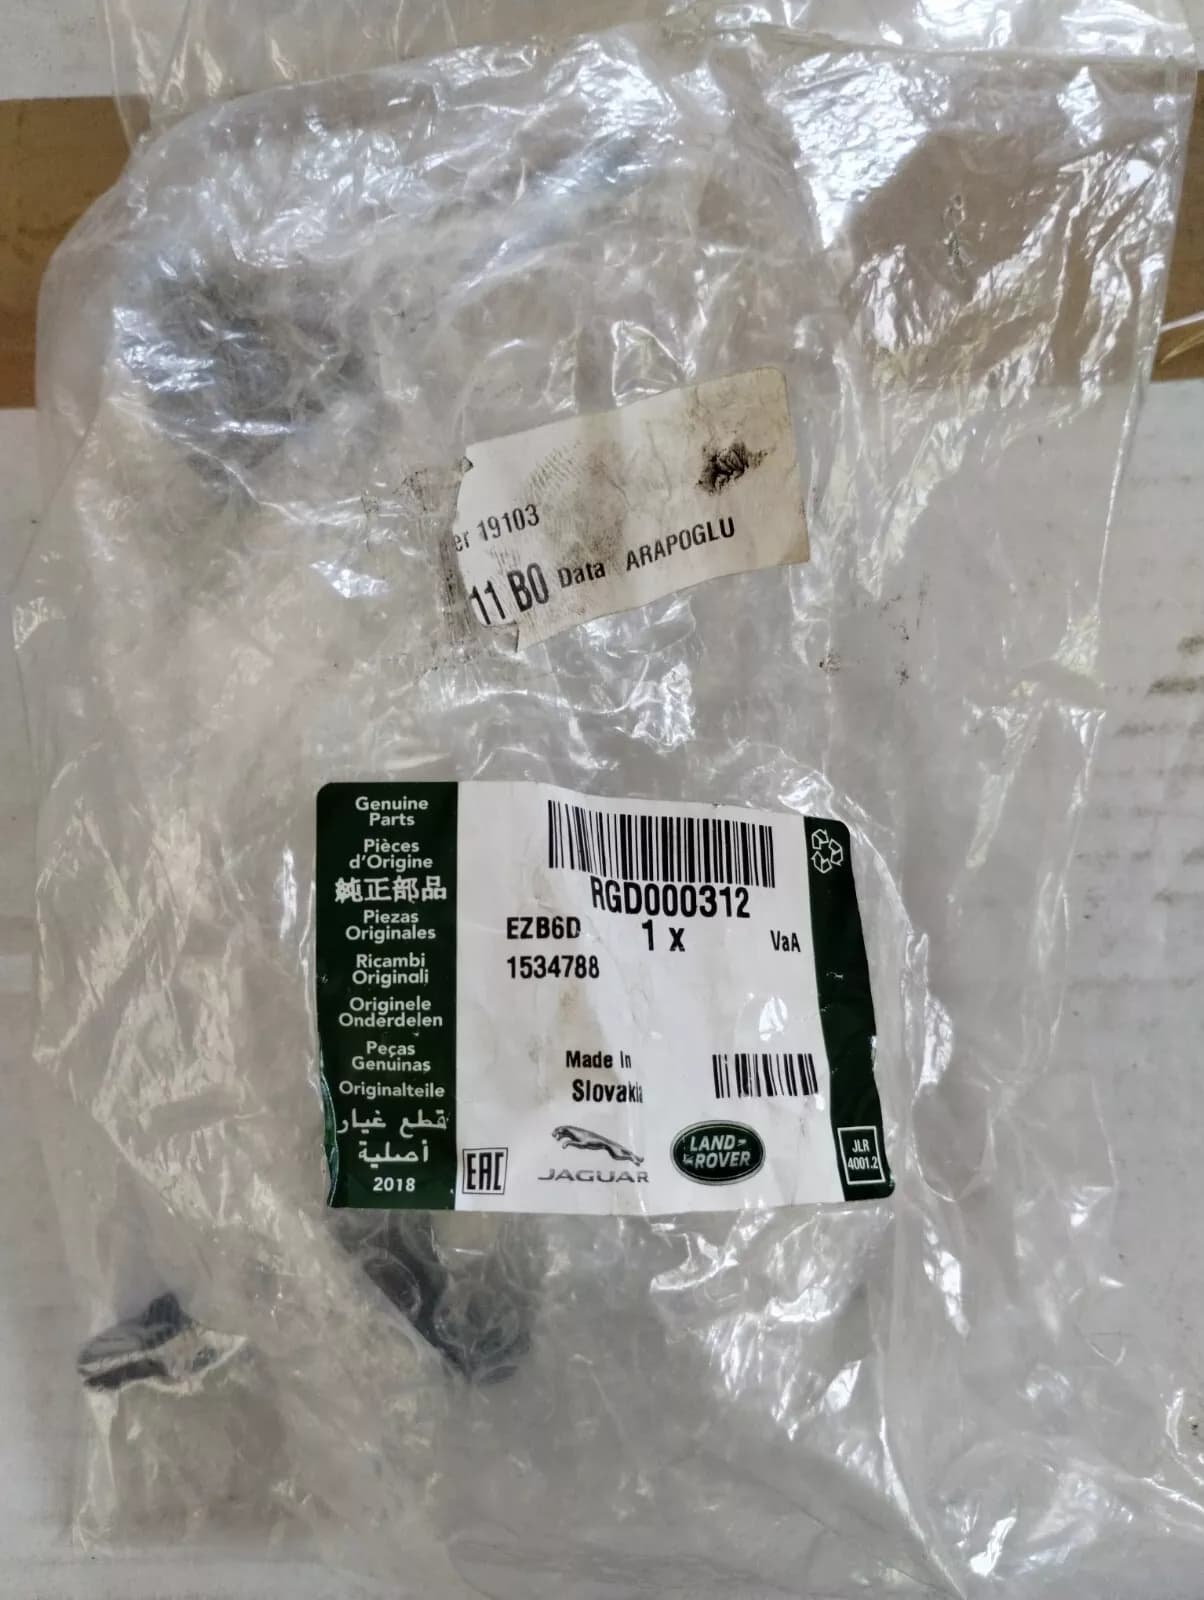 er 19103
11 BO Data ARAPOGLU
Genuine
Parts
Pièces
d'Origine
純正部品
Piezas
Originales
Ricambi
Originali
Originele
Onderdelen
Peças
Genuinas
Originalteile
قطع غيار
أصلية
2018
RGD000312
EZB6D 1 x VaA
1534788
Made In
Slovakia
EAC
JAGUAR
LAND-
ROVER
JLR
4001.2